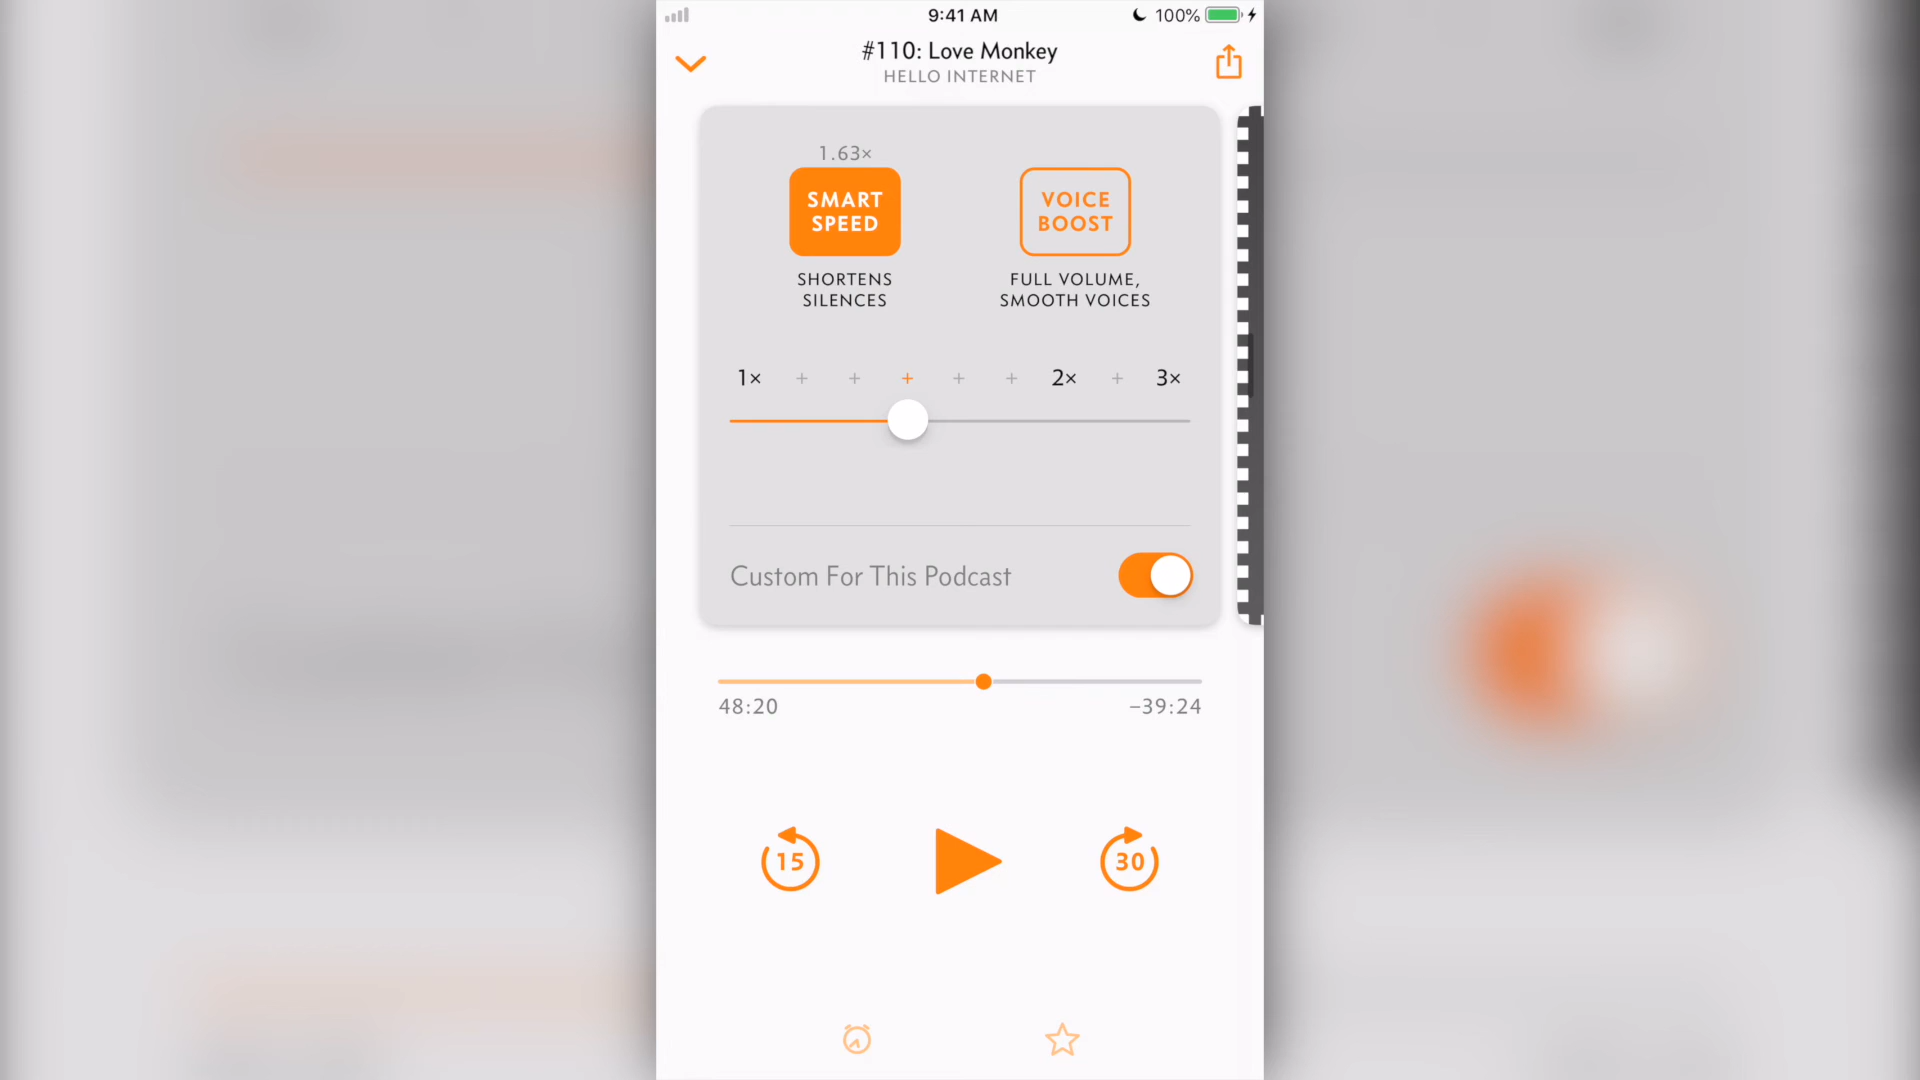 9:41 AM 100%
#110: Love Monkey
HELLO INTERNET
1.63×
SMART
SPEED
VOICE
BOOST
SHORTENS
SILENCES
FULL VOLUME,
SMOOTH VOICES
1× + + + + + 2× + 3×
Custom For This Podcast
48:20 −39:24
15 30